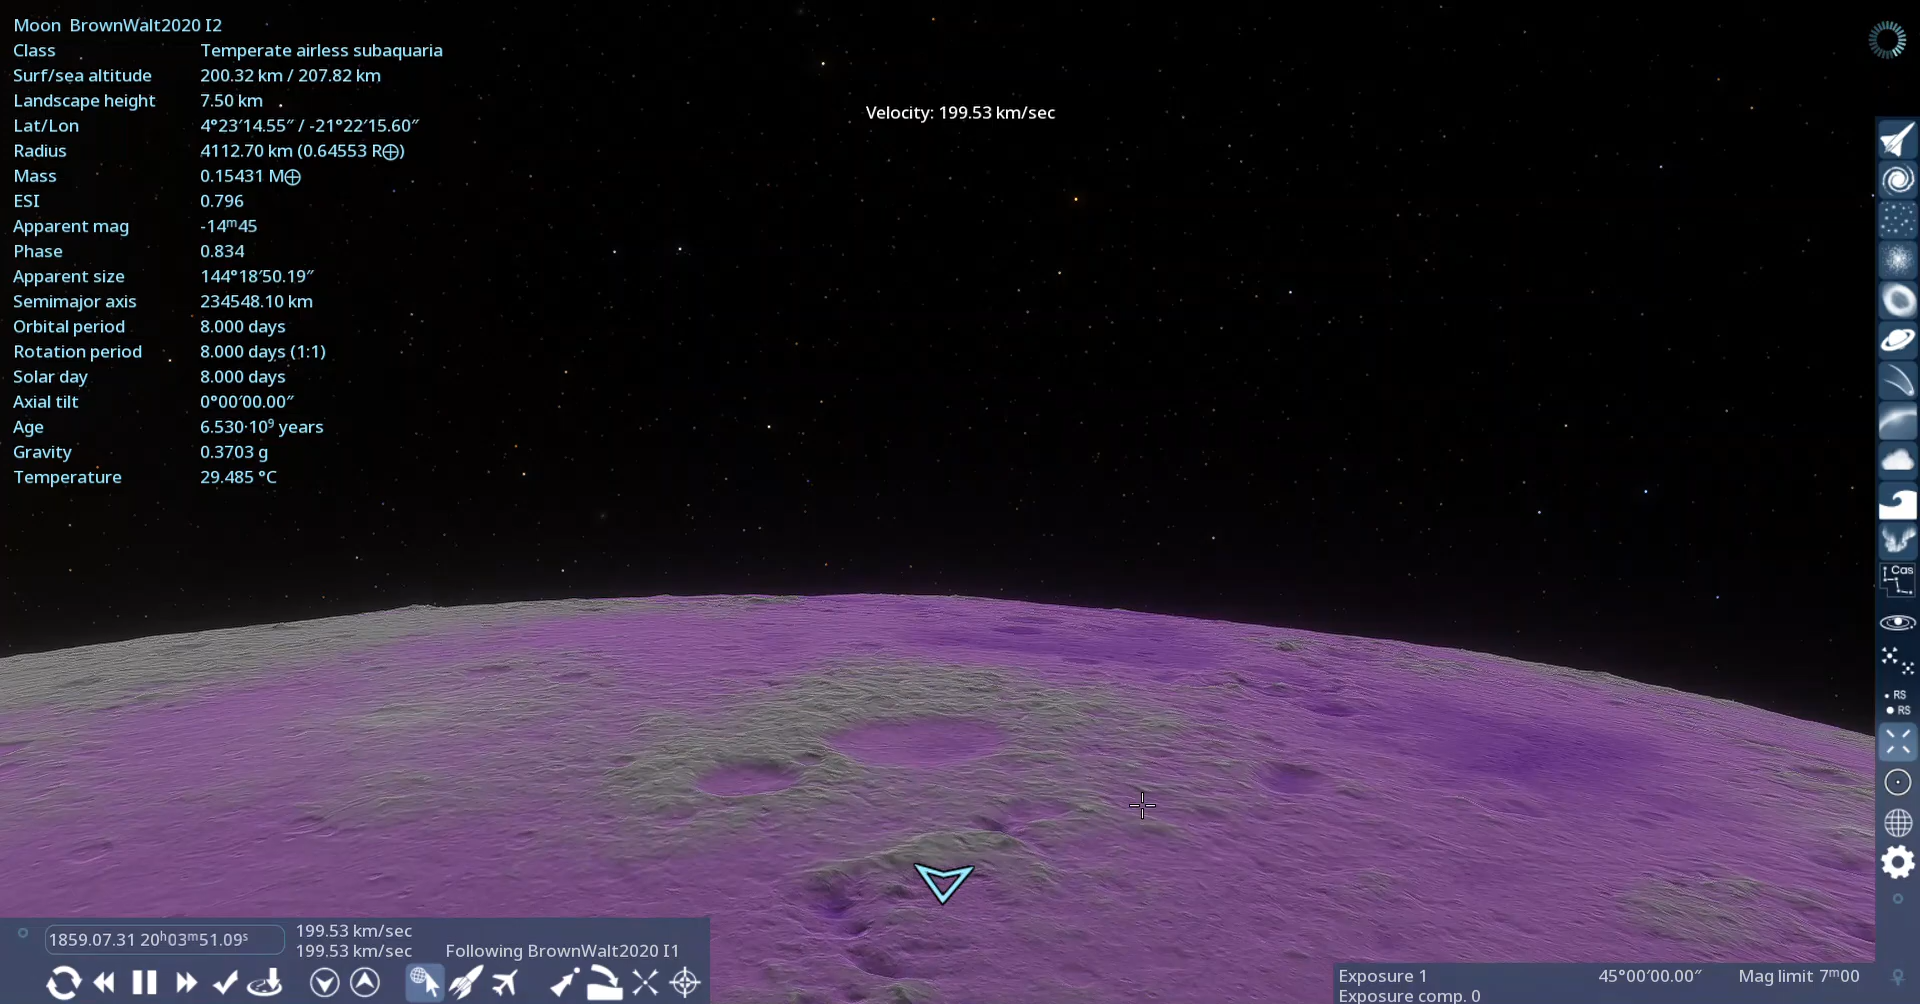 Moon BrownWalt2020 I2
Class Temperate airless subaquaria
Surf/sea altitude 200.32 km / 207.82 km
Landscape height 7.50 km
Lat/Lon 4°23′14.55″ / -21°22′15.60″
Radius 4112.70 km (0.64553 R⊕)
Mass 0.15431 M⊕
ESI 0.796
Apparent mag -14ᵐ45
Phase 0.834
Apparent size 144°18′50.19″
Semimajor axis 234548.10 km
Orbital period 8.000 days
Rotation period 8.000 days (1:1)
Solar day 8.000 days
Axial tilt 0°00′00.00″
Age 6.530·10⁹ years
Gravity 0.3703 g
Temperature 29.485 °C
Velocity: 199.53 km/sec
Cas
RS
RS
1859.07.31 20ʰ03ᵐ51.09ˢ
199.53 km/sec
199.53 km/sec Following BrownWalt2020 I1
Exposure 1 45°00′00.00″ Mag limit 7ᵐ00
Exposure comp. 0